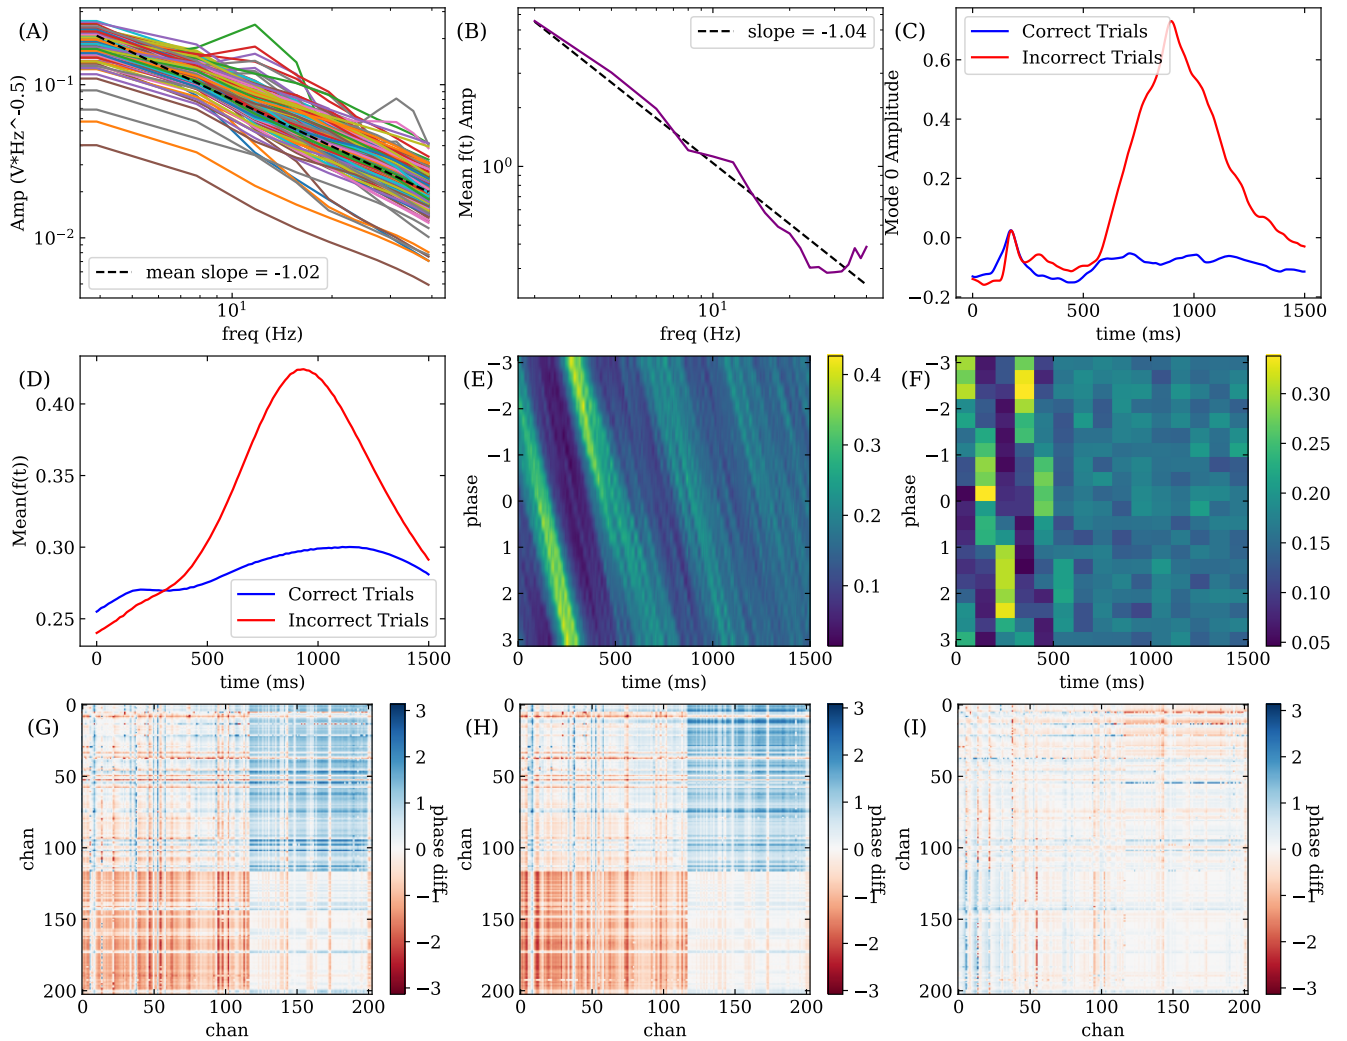 (A)
Amp (V*Hz^-0.5)
10⁻¹
10⁻²
mean slope = -1.02
10¹
freq (Hz)
(B)
Mean f(t) Amp
10⁰
slope = -1.04
10¹
freq (Hz)
(C)
Mode 0 Amplitude
0.6
0.4
0.2
0.0
−0.2
Correct Trials
Incorrect Trials
0
500
1000
1500
time (ms)
(D)
Mean(f(t))
0.40
0.35
0.30
0.25
Correct Trials
Incorrect Trials
0
500
1000
1500
time (ms)
(E)
phase
−3
−2
−1
0
1
2
3
0
500
1000
1500
time (ms)
0.4
0.3
0.2
0.1
(F)
phase
−3
−2
−1
0
1
2
3
0
500
1000
1500
time (ms)
0.30
0.25
0.20
0.15
0.10
0.05
(G)
chan
0
50
100
150
200
0
50
100
150
200
chan
3
2
1
0
−1
−2
−3
phase diff.
(H)
chan
0
50
100
150
200
0
50
100
150
200
chan
3
2
1
0
−1
−2
−3
phase diff.
(I)
chan
0
50
100
150
200
0
50
100
150
200
chan
3
2
1
0
−1
−2
−3
phase diff.